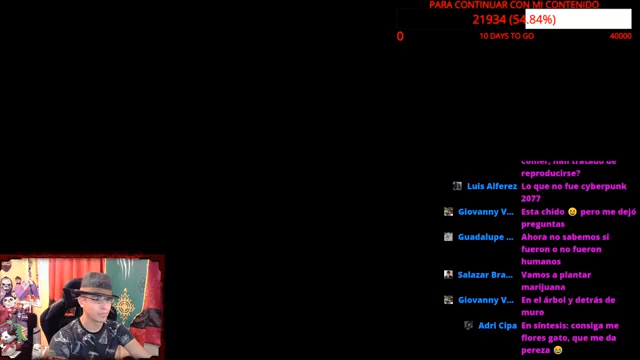 PARA CONTINUAR CON MI CONTENIDO
21934 (54.84%)
0 10 DAYS TO GO 40000
comer, han tratado de
reproducirse?
Luis Alferez Lo que no fue cyberpunk
2077
Giovanny V... Esta chido 😆 pero me dejó
preguntas
Guadalupe ... Ahora no sabemos si
fueron o no fueron
humanos
Salazar Bra... Vamos a plantar
marijuana
Giovanny V... En el árbol y detrás de
muro
Adri Cipa En síntesis: consiga me
flores gato, que me da
pereza 😆